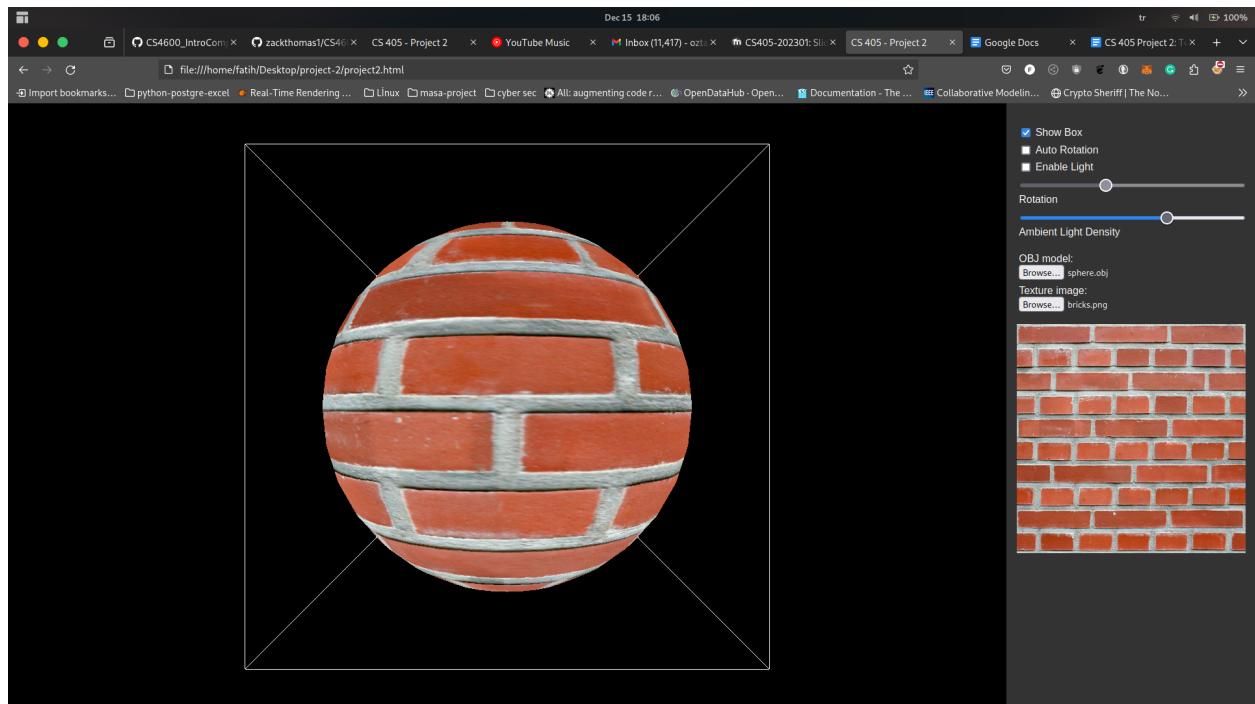 Dec 15 18:06
tr
100%
CS4600_IntroCom
zackthomas1/CS46
CS 405 - Project 2
YouTube Music
Inbox (11,417) - ozta
CS405-202301: Slic
CS 405 - Project 2
Google Docs
CS 405 Project 2: T
file:///home/fatih/Desktop/project-2/project2.html
Import bookmarks...
python-postgre-excel
Real-Time Rendering ...
Lİnux
masa-project
cyber sec
All: augmenting code r...
OpenDataHub - Open...
Documentation - The ...
Collaborative Modelin...
Crypto Sheriff | The No...
Show Box
Auto Rotation
Enable Light
Rotation
Ambient Light Density
OBJ model:
Browse... sphere.obj
Texture image:
Browse... bricks.png